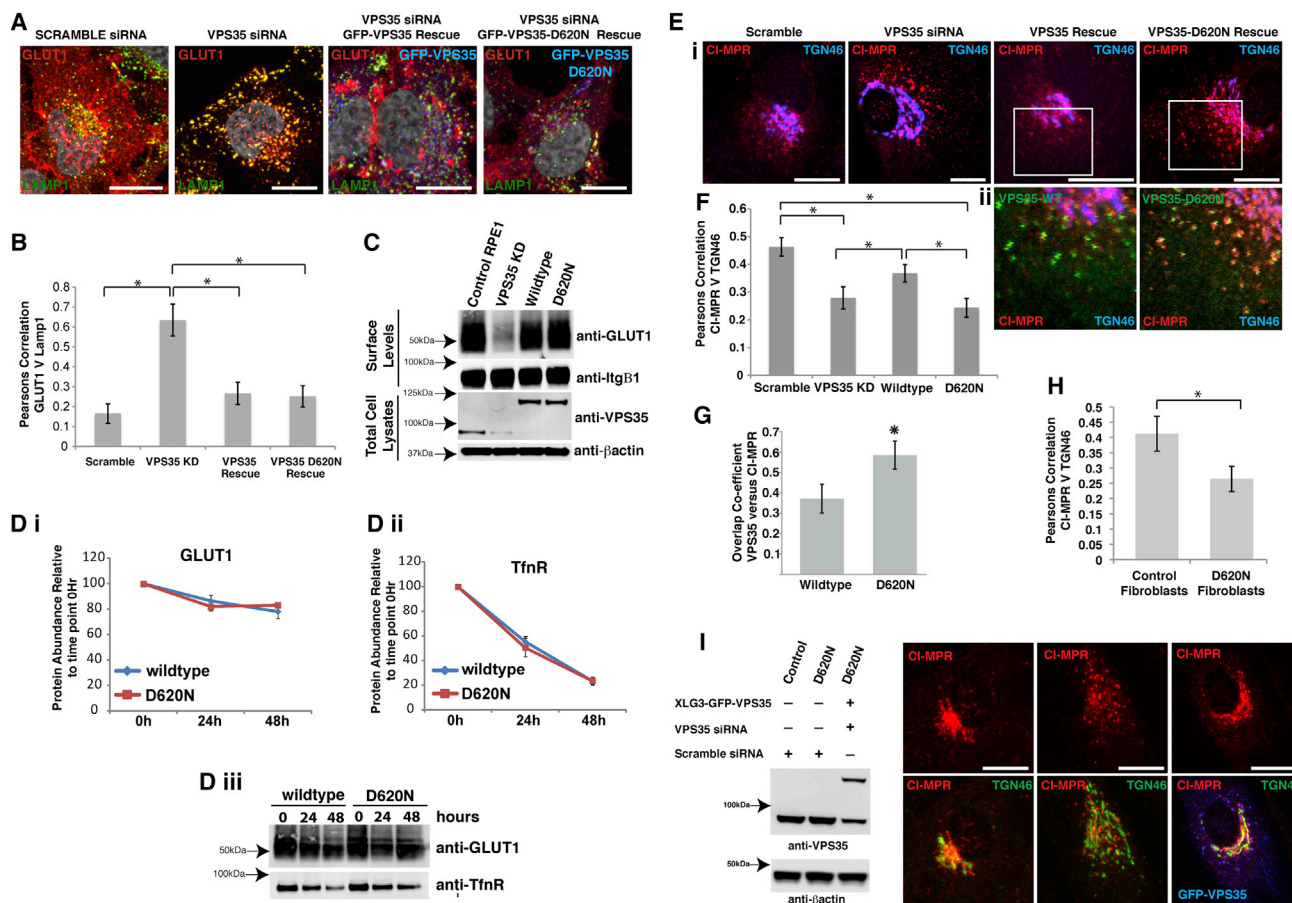 A
SCRAMBLE siRNA
GLUT1
LAMP1
VPS35 siRNA
LAMP1
VPS35 siRNA
GFP-VPS35 Rescue
GLUT1
GFP-VPS35
LAMP1
VPS35 siRNA
GFP-VPS35-D620N Rescue
GLUT1
GFP-VPS35
D620N
LAMP1
B
Pearsons Correlation
GLUT1 V Lamp1
0.8
0.7
0.6
0.5
0.4
0.3
0.2
0.1
0
*
*
*
Scramble
VPS35 KD
VPS35
Rescue
VPS35 D620N
Rescue
C
Control RPE1
VPS35 KD
Wildtype
D620N
Surface
Levels
Total Cell
Lysates
50kDa
100kDa
125kDa
100kDa
37kDa
anti-GLUT1
anti-ItgB1
anti-VPS35
anti-βactin
D i
GLUT1
Protein Abundance Relative
to time point 0Hr
120
100
80
60
40
20
0
wildtype
D620N
0h
24h
48h
D ii
TfnR
Protein Abundance Relative
to time point 0Hr
120
100
80
60
40
20
0
wildtype
D620N
0h
24h
48h
D iii
wildtype
D620N
0 24 48 0 24 48 hours
50kDa
100kDa
anti-GLUT1
anti-TfnR
E
i
Scramble
CI-MPR
TGN46
VPS35 siRNA
CI-MPR
TGN46
VPS35 Rescue
CI-MPR
TGN46
VPS35-D620N Rescue
CI-MPR
TGN46
ii
VPS35-WT
CI-MPR
TGN46
VPS35-D620N
CI-MPR
TGN46
F
Pearsons Correlation
CI-MPR V TGN46
0.6
0.5
0.4
0.3
0.2
0.1
0
*
*
*
*
Scramble
VPS35 KD
Wildtype
D620N
G
Overlap Co-efficient
VPS35 versus CI-MPR
0.7
0.6
0.5
0.4
0.3
0.2
0.1
*
Wildtype
D620N
H
Pearsons Correlation
CI-MPR V TGN46
0.5
0.45
0.4
0.35
0.3
0.25
0.2
0.15
0.1
0.05
0
*
Control
Fibroblasts
D620N
Fibroblasts
I
Control
D620N
D620N
XLG3-GFP-VPS35 – – +
VPS35 siRNA – – +
Scramble siRNA + + –
100kDa
anti-VPS35
50kDa
anti-βactin
CI-MPR
CI-MPR
CI-MPR
CI-MPR
TGN46
CI-MPR
TGN46
CI-MPR
TGN46
GFP-VPS35